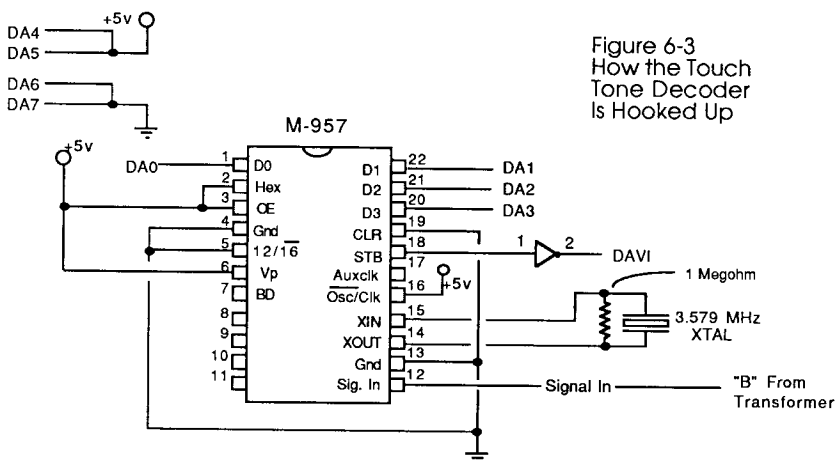 +5v
DA4
DA5
DA6
DA7
Figure 6-3
How the Touch
Tone Decoder
Is Hooked Up
M-957
+5v
DA0
1 D0
2 Hex
3 OE
4 Gnd
5 12/16
6 Vp
7 BD
8
9
10
11
D1 22 DA1
D2 21 DA2
D3 20 DA3
CLR 19
STB 18
1 2 DAVI
Auxclk 17
Osc/Clk 16 +5v
XIN 15
XOUT 14
Gnd 13
Sig. In 12
1 Megohm
3.579 MHz
XTAL
Signal In
"B" From
Transformer